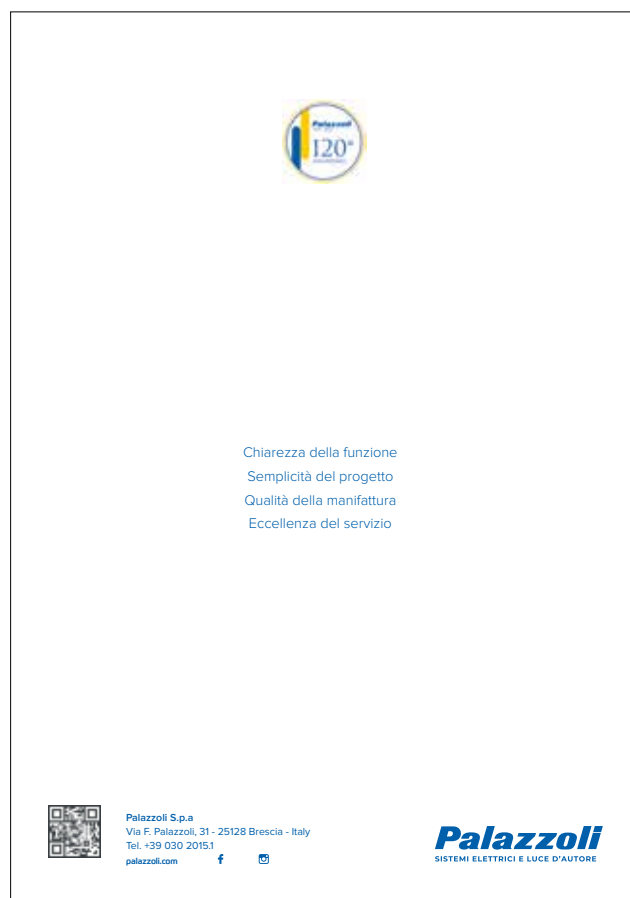 Palazzoli
120°
Chiarezza della funzione
Semplicità del progetto
Qualità della manifattura
Eccellenza del servizio
Palazzoli S.p.a
Via F. Palazzoli, 31 - 25128 Brescia - Italy
Tel. +39 030 2015.1
palazzoli.com
Palazzoli
SISTEMI ELETTRICI E LUCE D'AUTORE